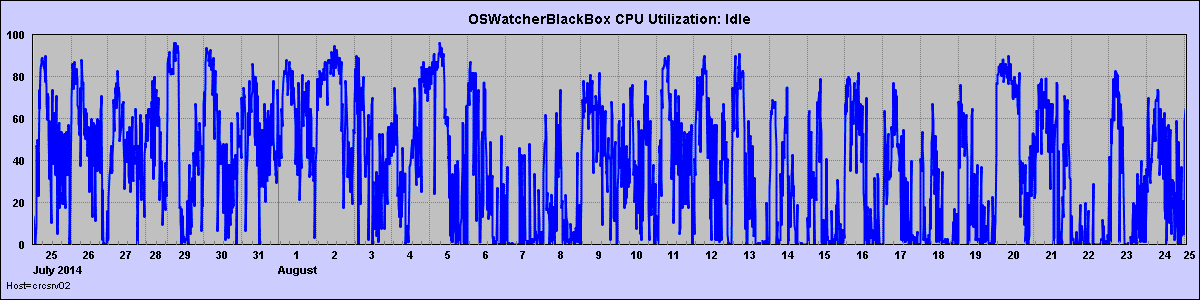 OSWatcherBlackBox CPU Utilization: Idle
100
80
60
40
20
0
25 26 27 28 29 30 31 1 2 3 4 5 6 7 8 9 10 11 12 13 14 15 16 17 18 19 20 21 22 23 24 25
July 2014 August
Host=crcsrv02